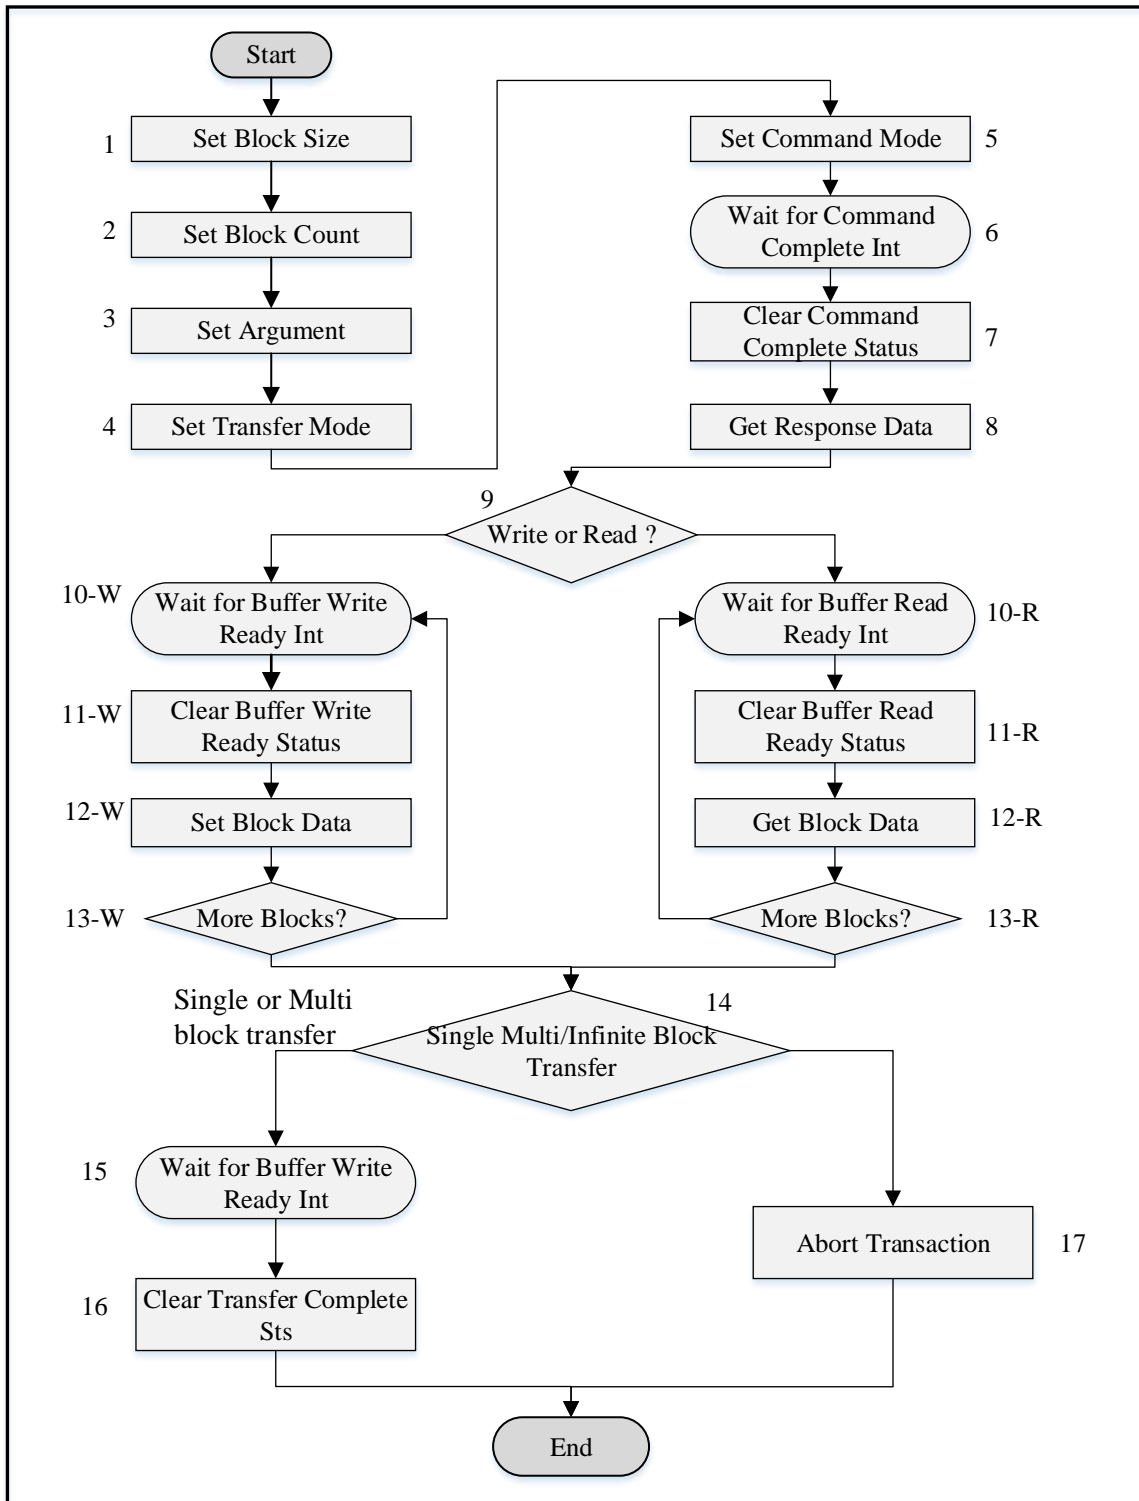 Start
1
Set Block Size
2
Set Block Count
3
Set Argument
4
Set Transfer Mode
Set Command Mode
5
Wait for Command
Complete Int
6
Clear Command
Complete Status
7
Get Response Data
8
9
Write or Read ?
10-W
Wait for Buffer Write
Ready Int
11-W
Clear Buffer Write
Ready Status
12-W
Set Block Data
13-W
More Blocks?
Wait for Buffer Read
Ready Int
10-R
Clear Buffer Read
Ready Status
11-R
Get Block Data
12-R
More Blocks?
13-R
Single or Multi
block transfer
14
Single Multi/Infinite Block
Transfer
15
Wait for Buffer Write
Ready Int
16
Clear Transfer Complete
Sts
Abort Transaction
17
End